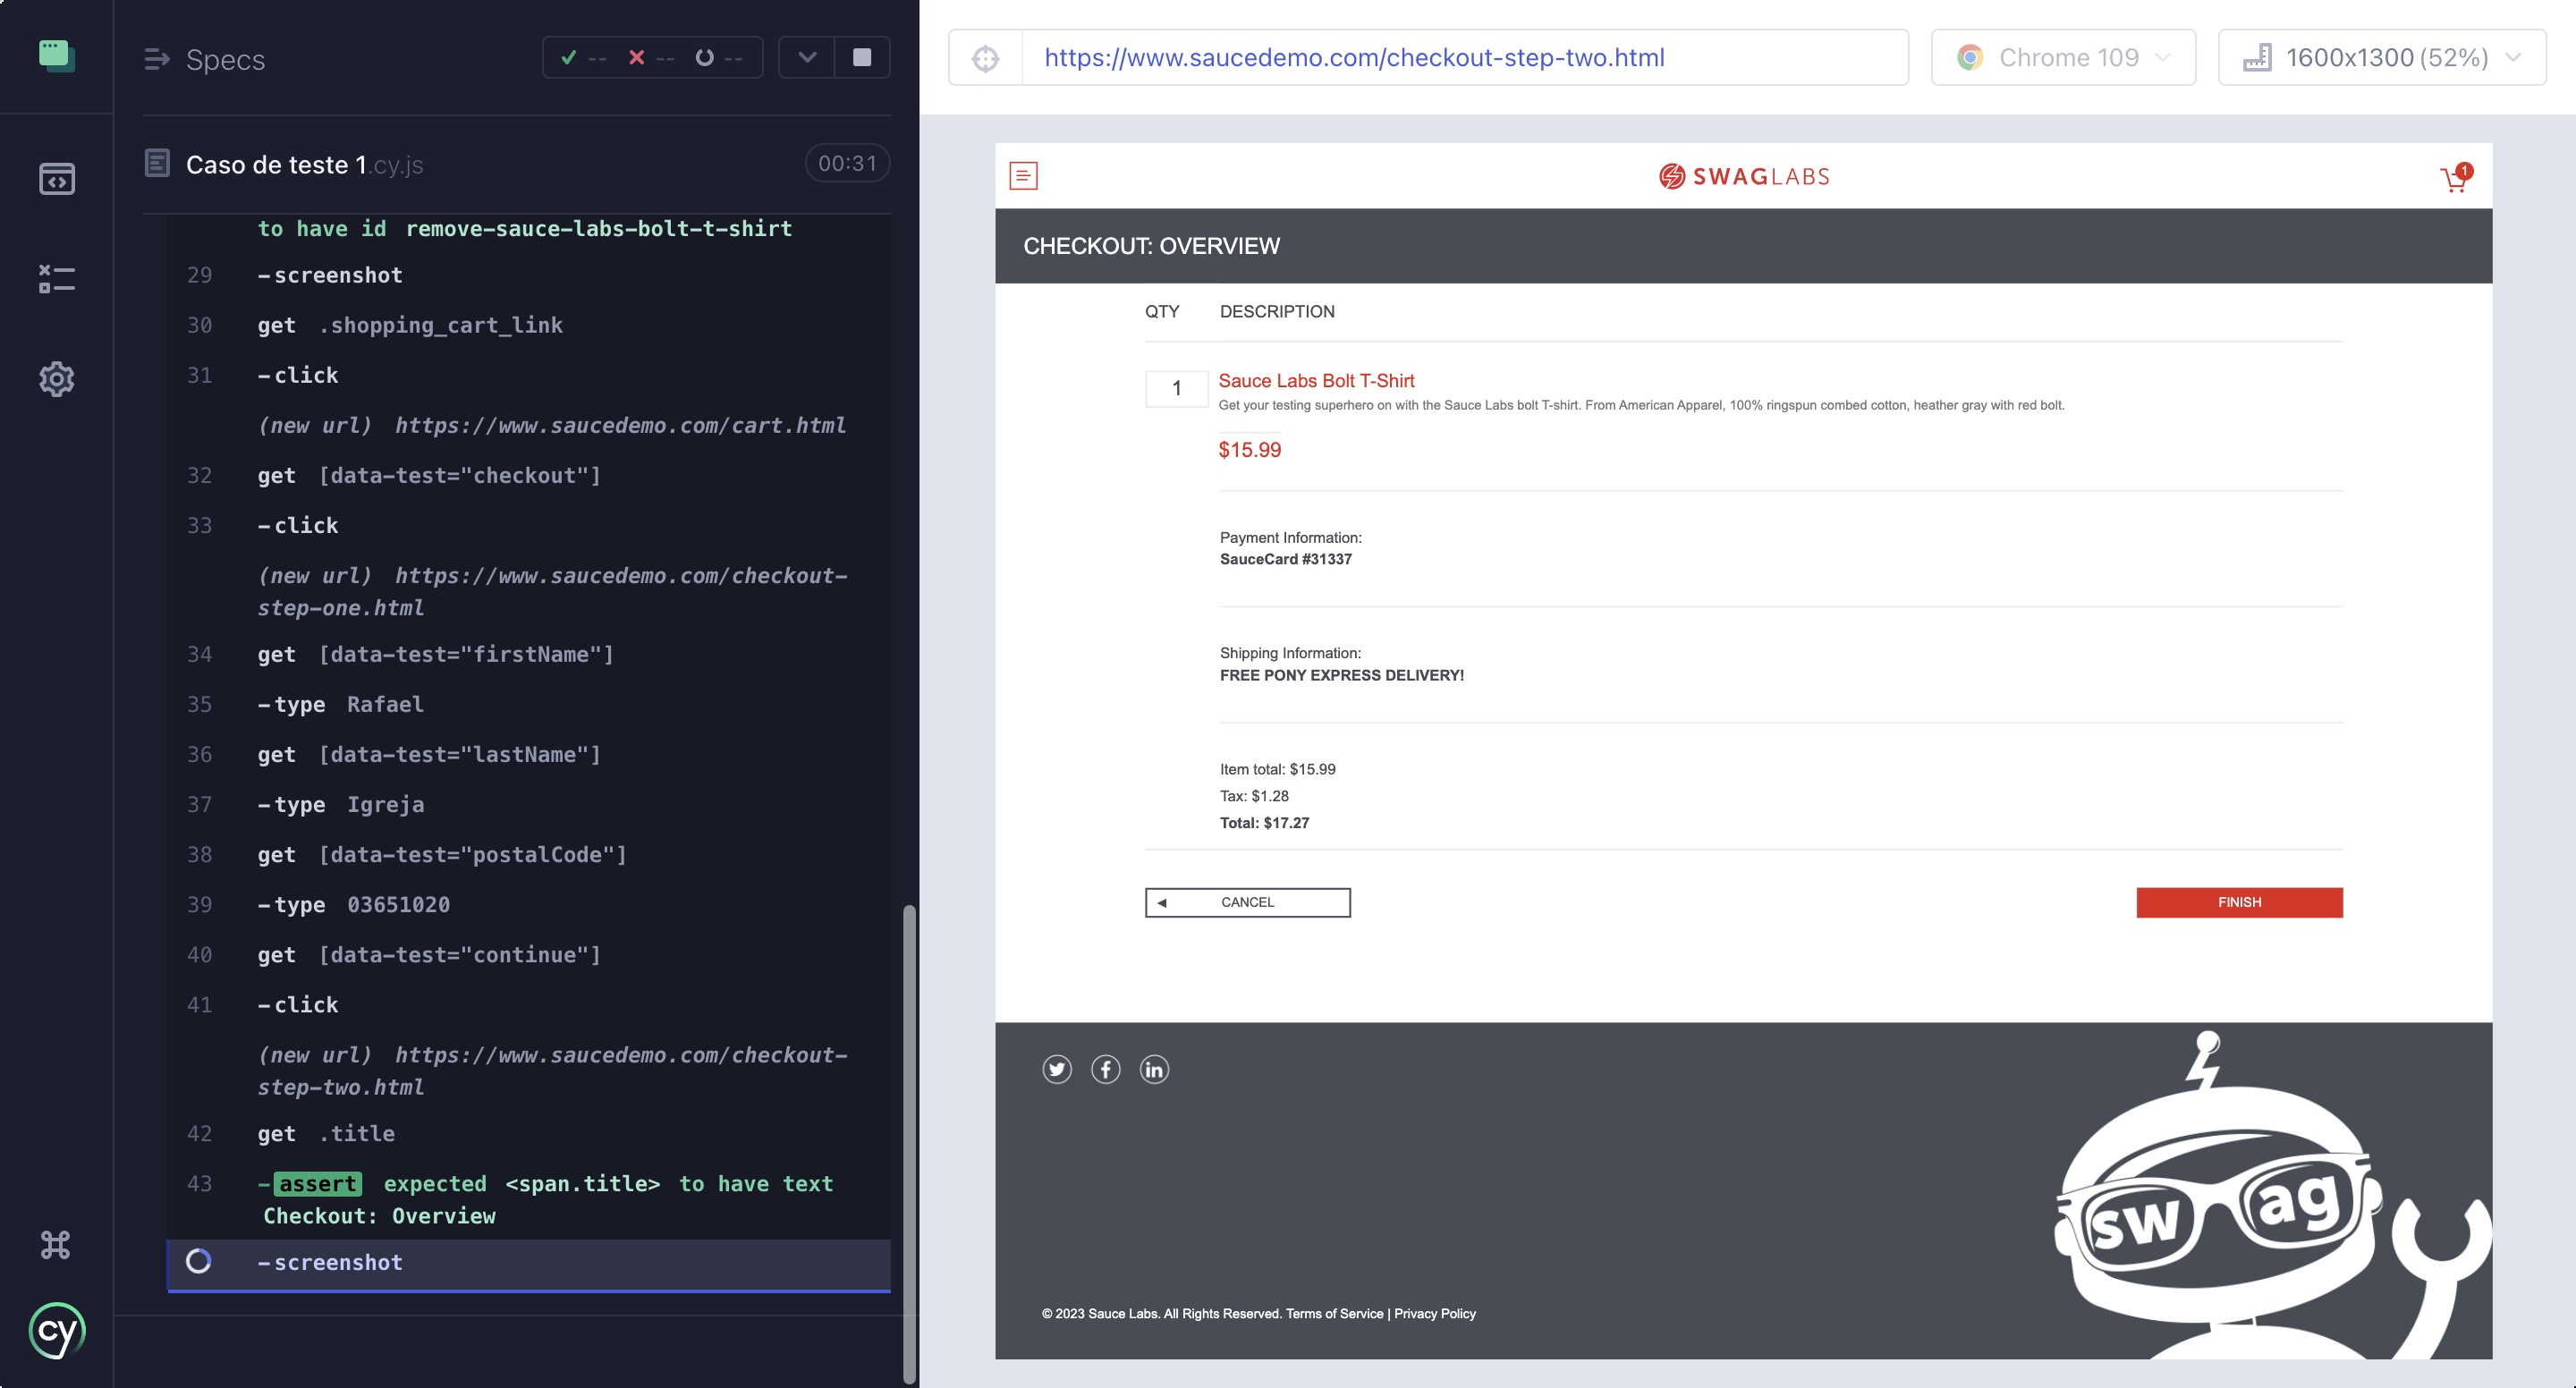 Specs
-- -- --
Caso de teste 1.cy.js
00:31
to have id remove-sauce-labs-bolt-t-shirt
29 -screenshot
30 get .shopping_cart_link
31 -click
(new url) https://www.saucedemo.com/cart.html
32 get [data-test="checkout"]
33 -click
(new url) https://www.saucedemo.com/checkout-
step-one.html
34 get [data-test="firstName"]
35 -type Rafael
36 get [data-test="lastName"]
37 -type Igreja
38 get [data-test="postalCode"]
39 -type 03651020
40 get [data-test="continue"]
41 -click
(new url) https://www.saucedemo.com/checkout-
step-two.html
42 get .title
43 -assert expected <span.title> to have text
Checkout: Overview
-screenshot
cy
https://www.saucedemo.com/checkout-step-two.html
Chrome 109
1600x1300 (52%)
SWAGLABS
1
CHECKOUT: OVERVIEW
QTY DESCRIPTION
1
Sauce Labs Bolt T-Shirt
Get your testing superhero on with the Sauce Labs bolt T-shirt. From American Apparel, 100% ringspun combed cotton, heather gray with red bolt.
$15.99
Payment Information:
SauceCard #31337
Shipping Information:
FREE PONY EXPRESS DELIVERY!
Item total: $15.99
Tax: $1.28
Total: $17.27
CANCEL
FINISH
swag
© 2023 Sauce Labs. All Rights Reserved. Terms of Service | Privacy Policy